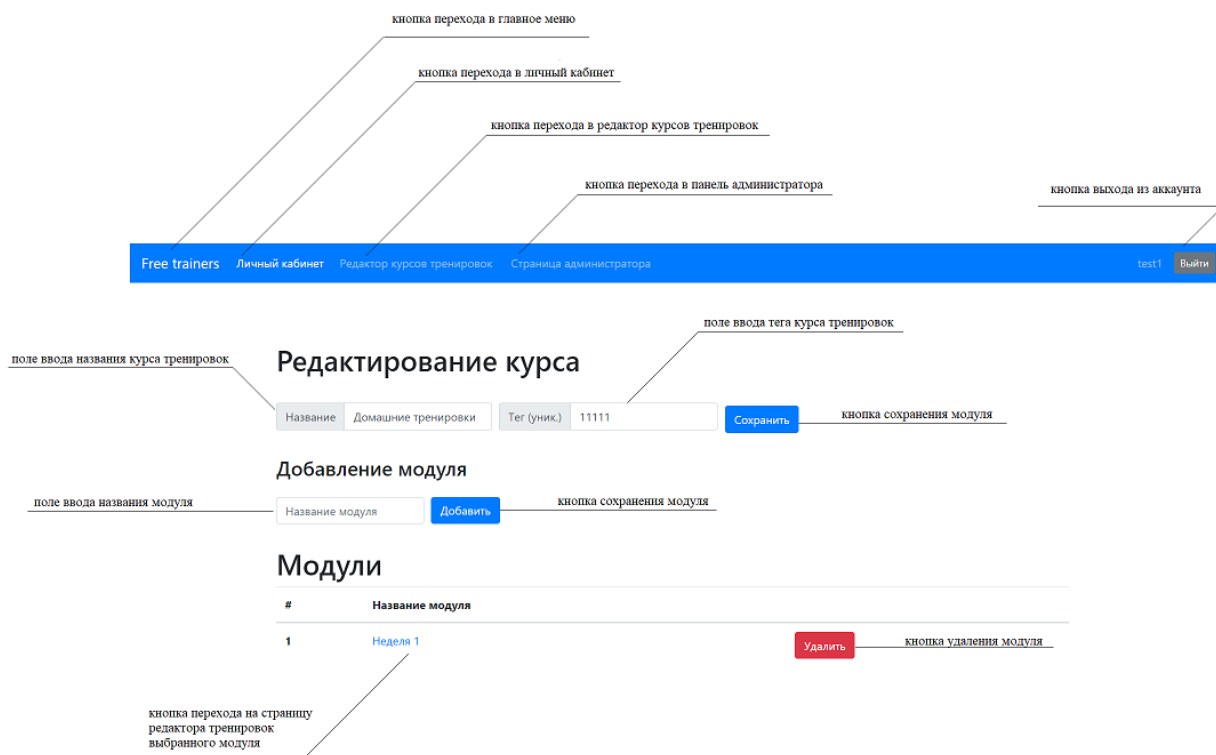 кнопка перехода в главное меню
кнопка перехода в личный кабинет
кнопка перехода в редактор курсов тренировок
кнопка перехода в панель администратора
кнопка выхода из аккаунта
Free trainers Личный кабинет Редактор курсов тренировок Страница администратора test1 Выйти
поле ввода тега курса тренировок
поле ввода названия курса тренировок
Редактирование курса
Название Домашние тренировки Тег (уник.) 11111 Сохранить
кнопка сохранения модуля
Добавление модуля
поле ввода названия модуля
Название модуля Добавить
кнопка сохранения модуля
Модули
# Название модуля
1 Неделя 1 Удалить
кнопка удаления модуля
кнопка перехода на страницу
редактора тренировок
выбранного модуля